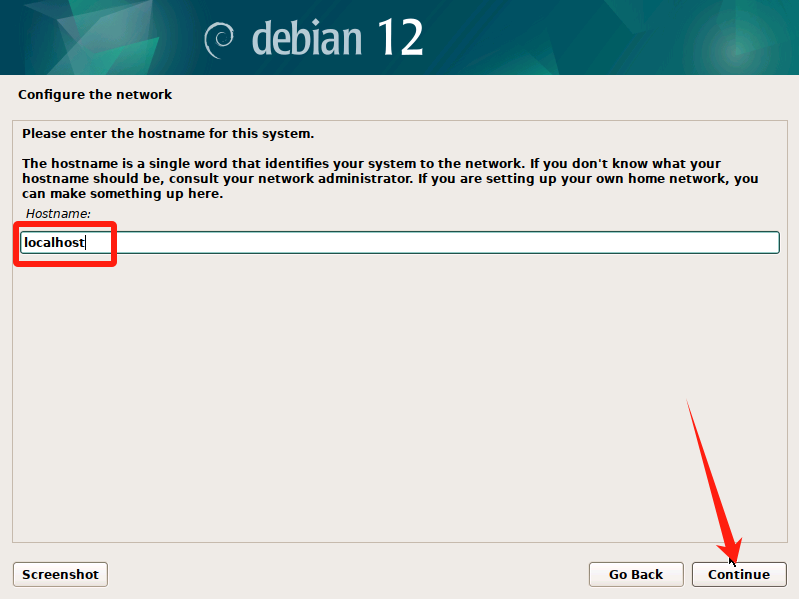 debian 12
Configure the network
Please enter the hostname for this system.
The hostname is a single word that identifies your system to the network. If you don't know what your
hostname should be, consult your network administrator. If you are setting up your own home network, you
can make something up here.
Hostname:
localhost
Screenshot
Go Back
Continue